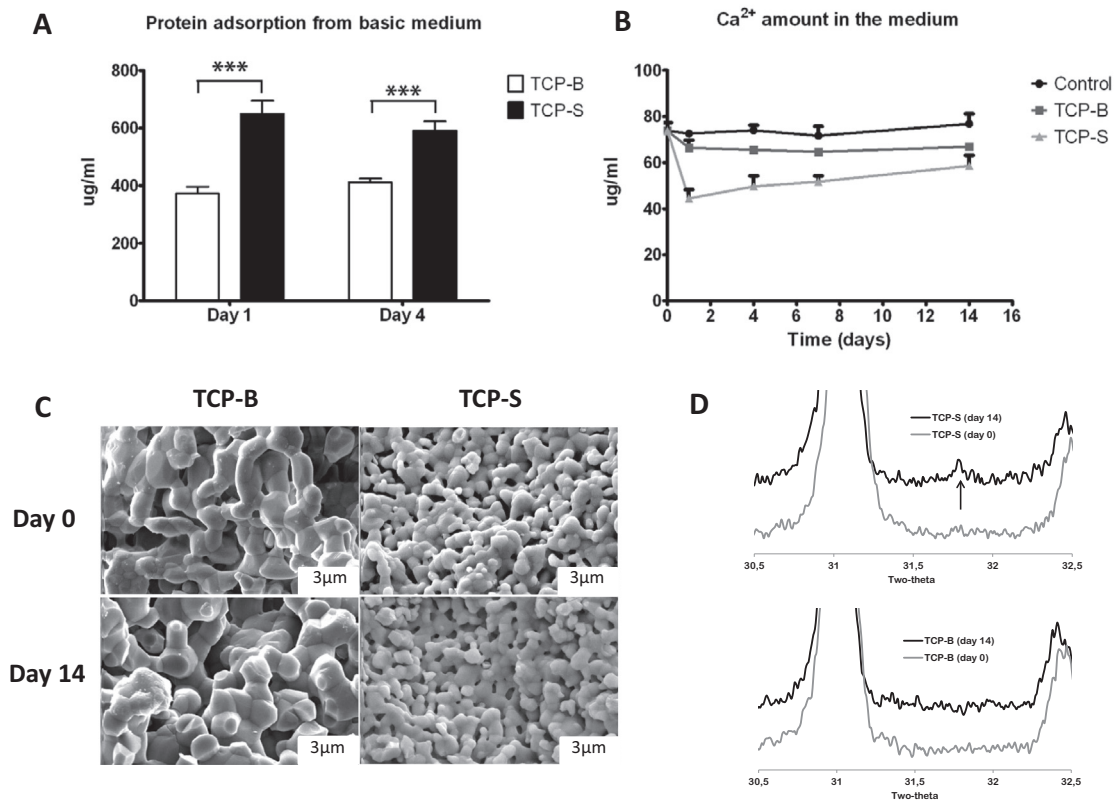 A
Protein adsorption from basic medium
800
600
400
200
0
ug/ml
***
***
Day 1
Day 4
TCP-B
TCP-S
B
Ca²⁺ amount in the medium
100
80
60
40
20
0
ug/ml
0 2 4 6 8 10 12 14 16
Time (days)
Control
TCP-B
TCP-S
C
TCP-B
TCP-S
Day 0
3µm
3µm
Day 14
3µm
3µm
D
TCP-S (day 14)
TCP-S (day 0)
30,5 31 31,5 32 32,5
Two-theta
TCP-B (day 14)
TCP-B (day 0)
30,5 31 31,5 32 32,5
Two-theta